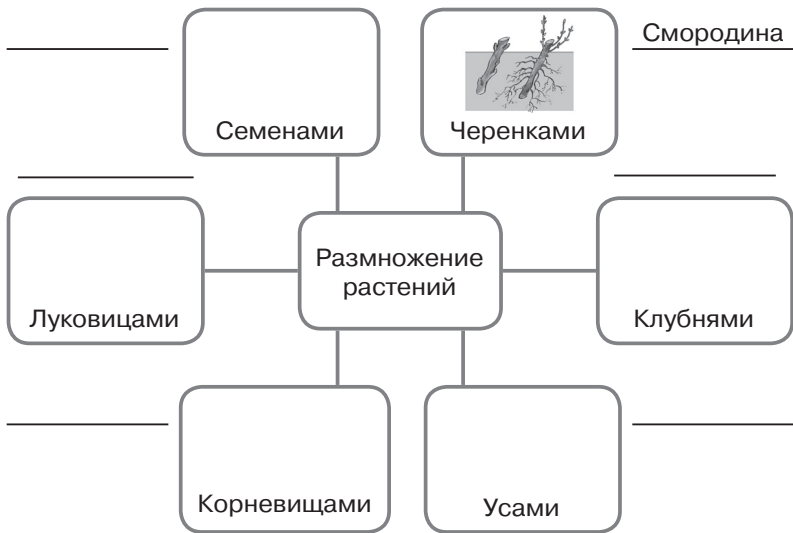 Смородина
Семенами
Черенками
Размножение
растений
Луковицами
Клубнями
Корневищами
Усами